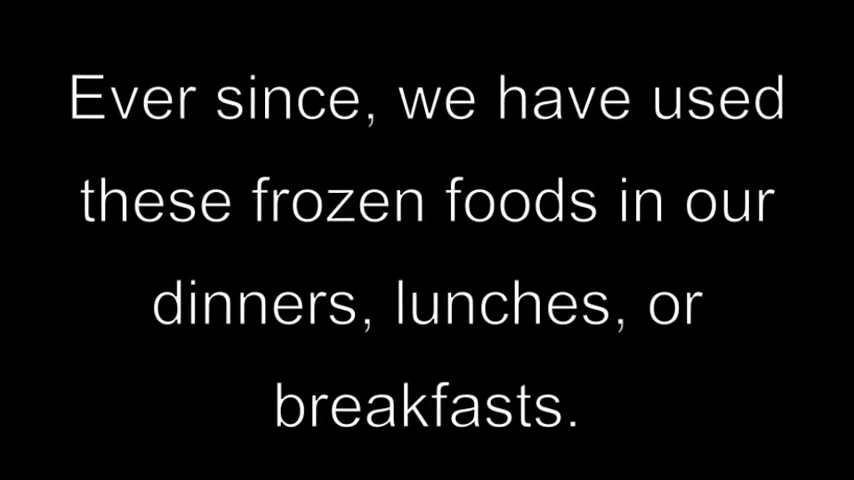 Ever since, we have used
these frozen foods in our
dinners, lunches, or
breakfasts.